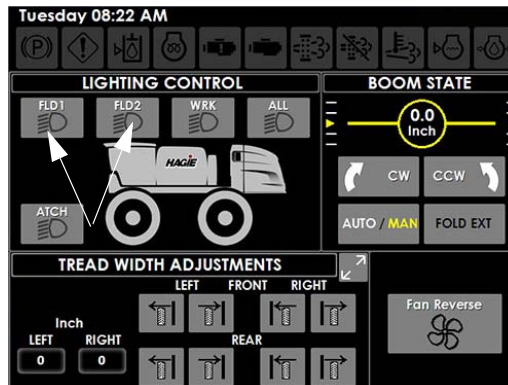 Tuesday 08:22 AM
LIGHTING CONTROL
FLD1 FLD2 WRK ALL
HAGIE
ATCH
BOOM STATE
0.0
Inch
CW CCW
AUTO / MAN FOLD EXT
TREAD WIDTH ADJUSTMENTS
LEFT FRONT RIGHT
Inch
LEFT RIGHT
0 0
REAR
Fan Reverse